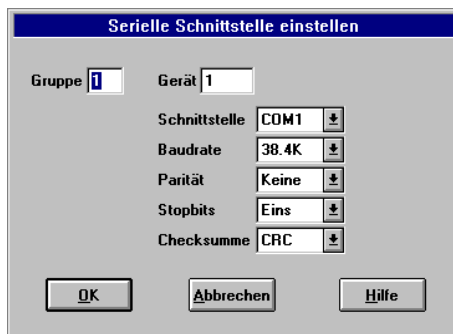 Serielle Schnittstelle einstellen
Gruppe 1 Gerät 1
Schnittstelle COM1
Baudrate 38.4K
Parität Keine
Stopbits Eins
Checksumme CRC
OK Abbrechen Hilfe